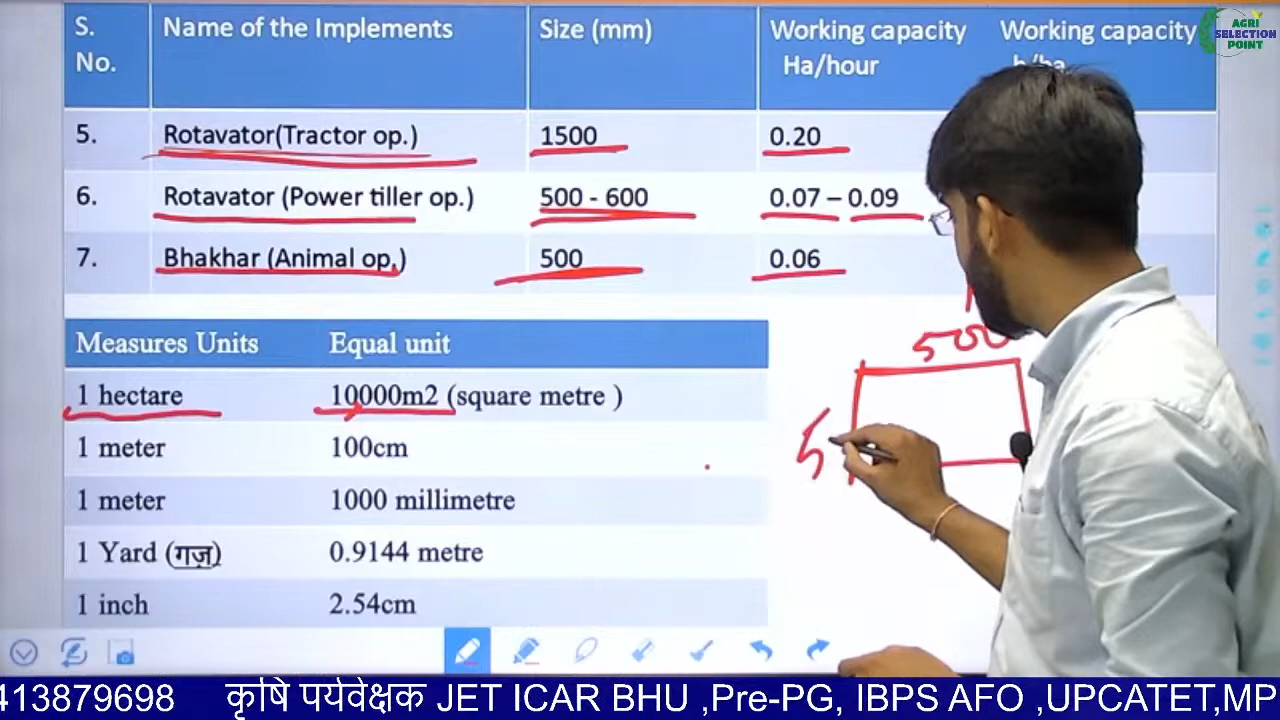 S. No.
Name of the Implements
Size (mm)
Working capacity
Ha/hour
Working capacity
h/ha
AGRI
SELECTION
POINT
5. Rotavator(Tractor op.) 1500 0.20
6. Rotavator (Power tiller op.) 500 - 600 0.07 – 0.09
7. Bhakhar (Animal op.) 500 0.06
Measures Units Equal unit
1 hectare 10000m2 (square metre )
1 meter 100cm
1 meter 1000 millimetre
1 Yard (गज़) 0.9144 metre
1 inch 2.54cm
500
5
413879698 कृषि पर्यवेक्षक JET ICAR BHU ,Pre-PG, IBPS AFO ,UPCATET,MP